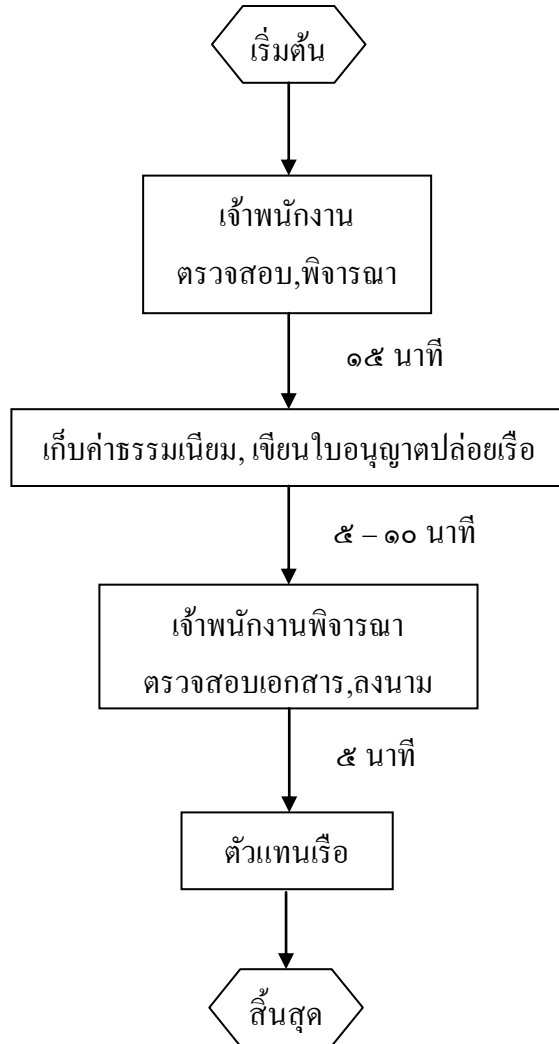 เริ่มต้น
เจ้าพนักงาน
ตรวจสอบ,พิจารณา
๑๕ นาที
เก็บค่าธรรมเนียม, เขียนใบอนุญาตปล่อยเรือ
๕ – ๑๐ นาที
เจ้าพนักงานพิจารณา
ตรวจสอบเอกสาร,ลงนาม
๕ นาที
ตัวแทนเรือ
สิ้นสุด